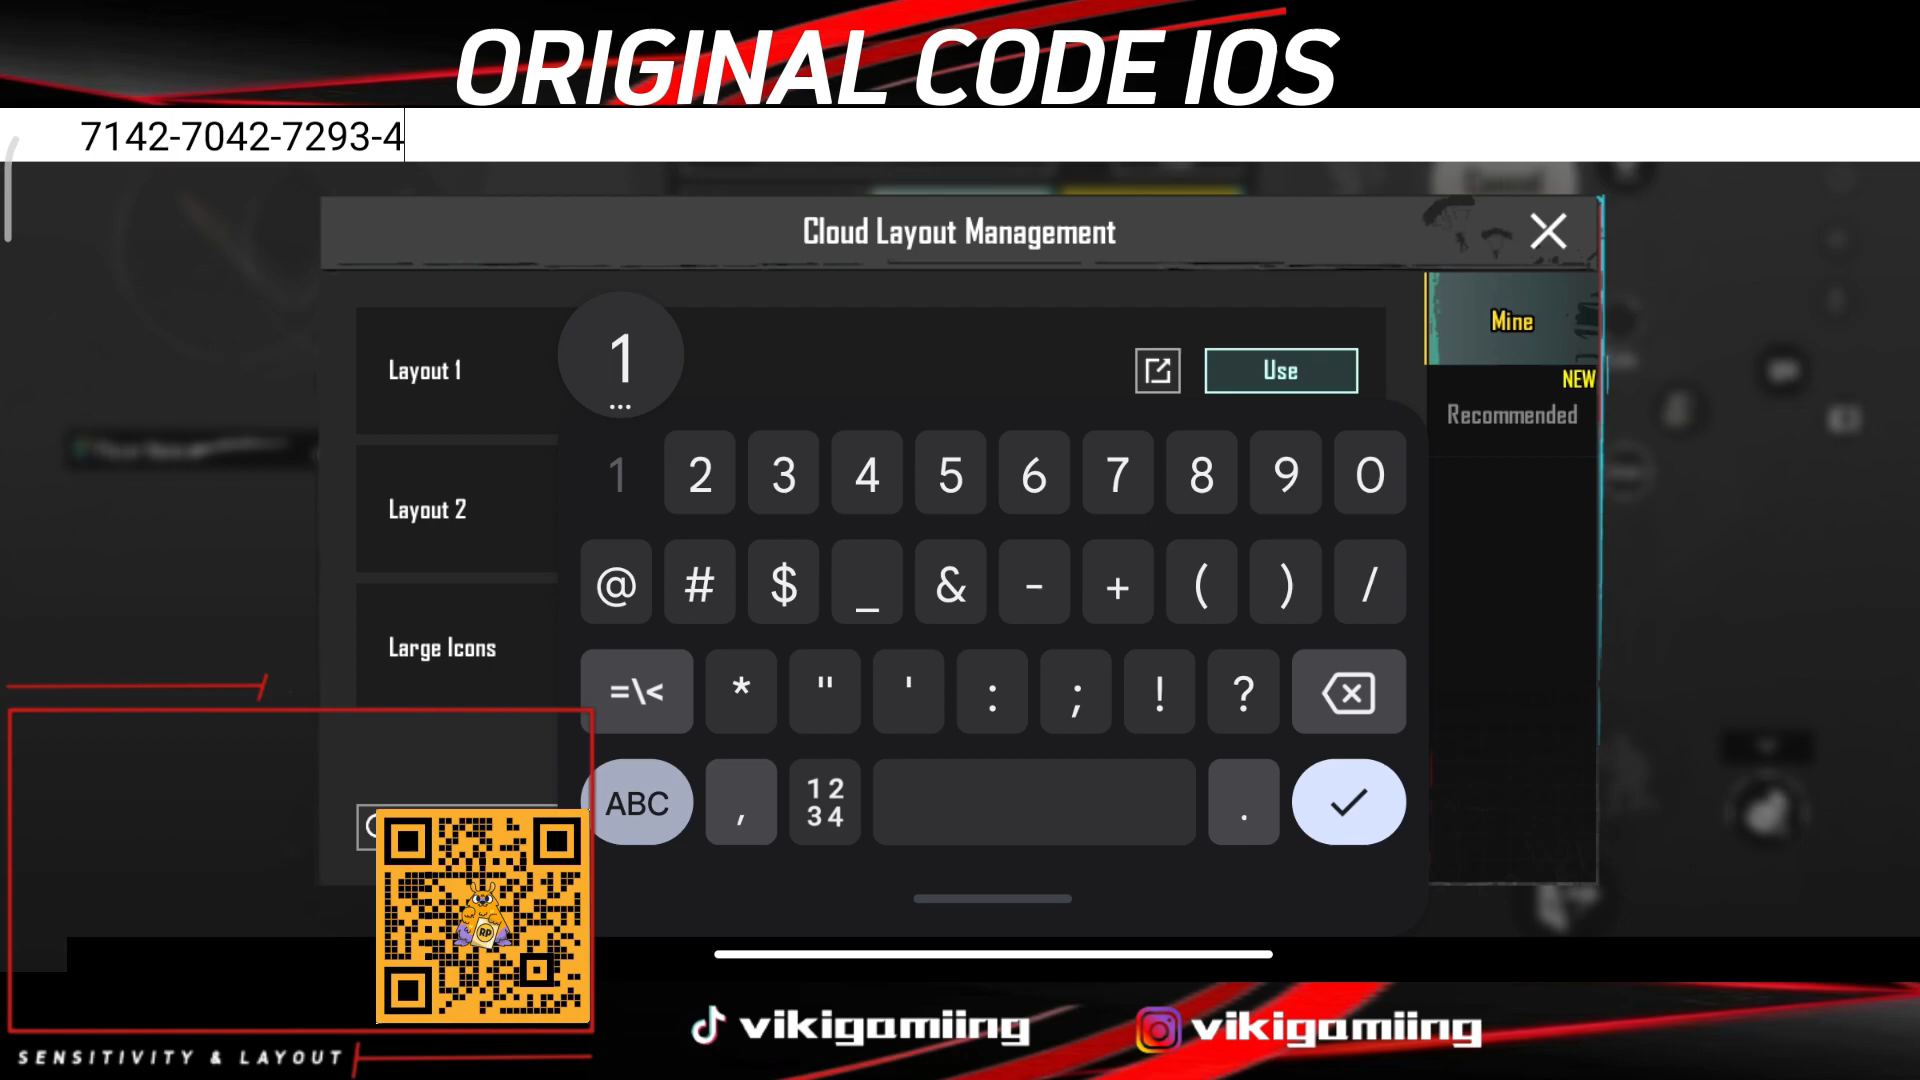 ORIGINAL CODE IOS
7142-7042-7293-4
Cloud Layout Management
Mine
NEW
Recommended
Layout 1
Use
Layout 2
Large Icons
1
...
1 2 3 4 5 6 7 8 9 0
@ # $ _ & - + ( ) /
=\< * " ' : ; ! ?
ABC , 12 34 .
RP
vikigamiing
vikigamiing
SENSITIVITY & LAYOUT